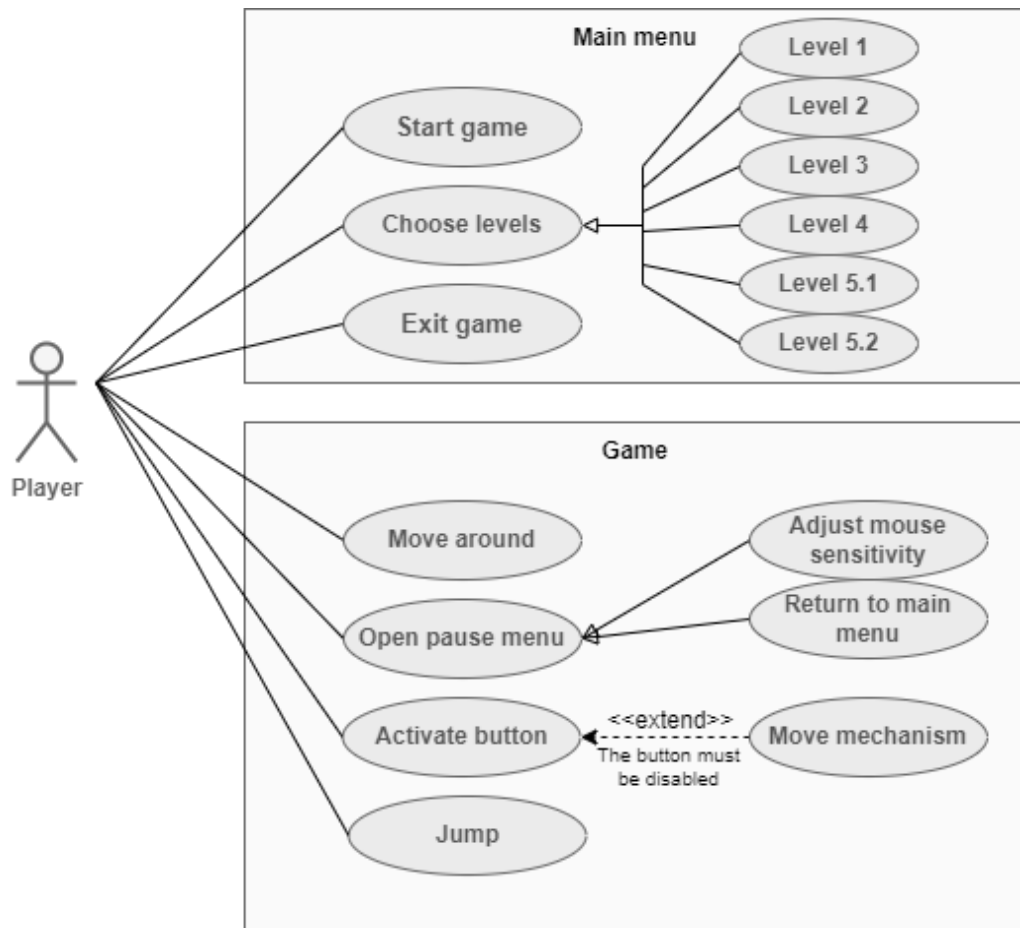 Main menu
Level 1
Level 2
Level 3
Level 4
Level 5.1
Level 5.2
Start game
Choose levels
Exit game
Player
Game
Move around
Open pause menu
Adjust mouse
sensitivity
Return to main
menu
Activate button
<<extend>>
The button must
be disabled
Move mechanism
Jump